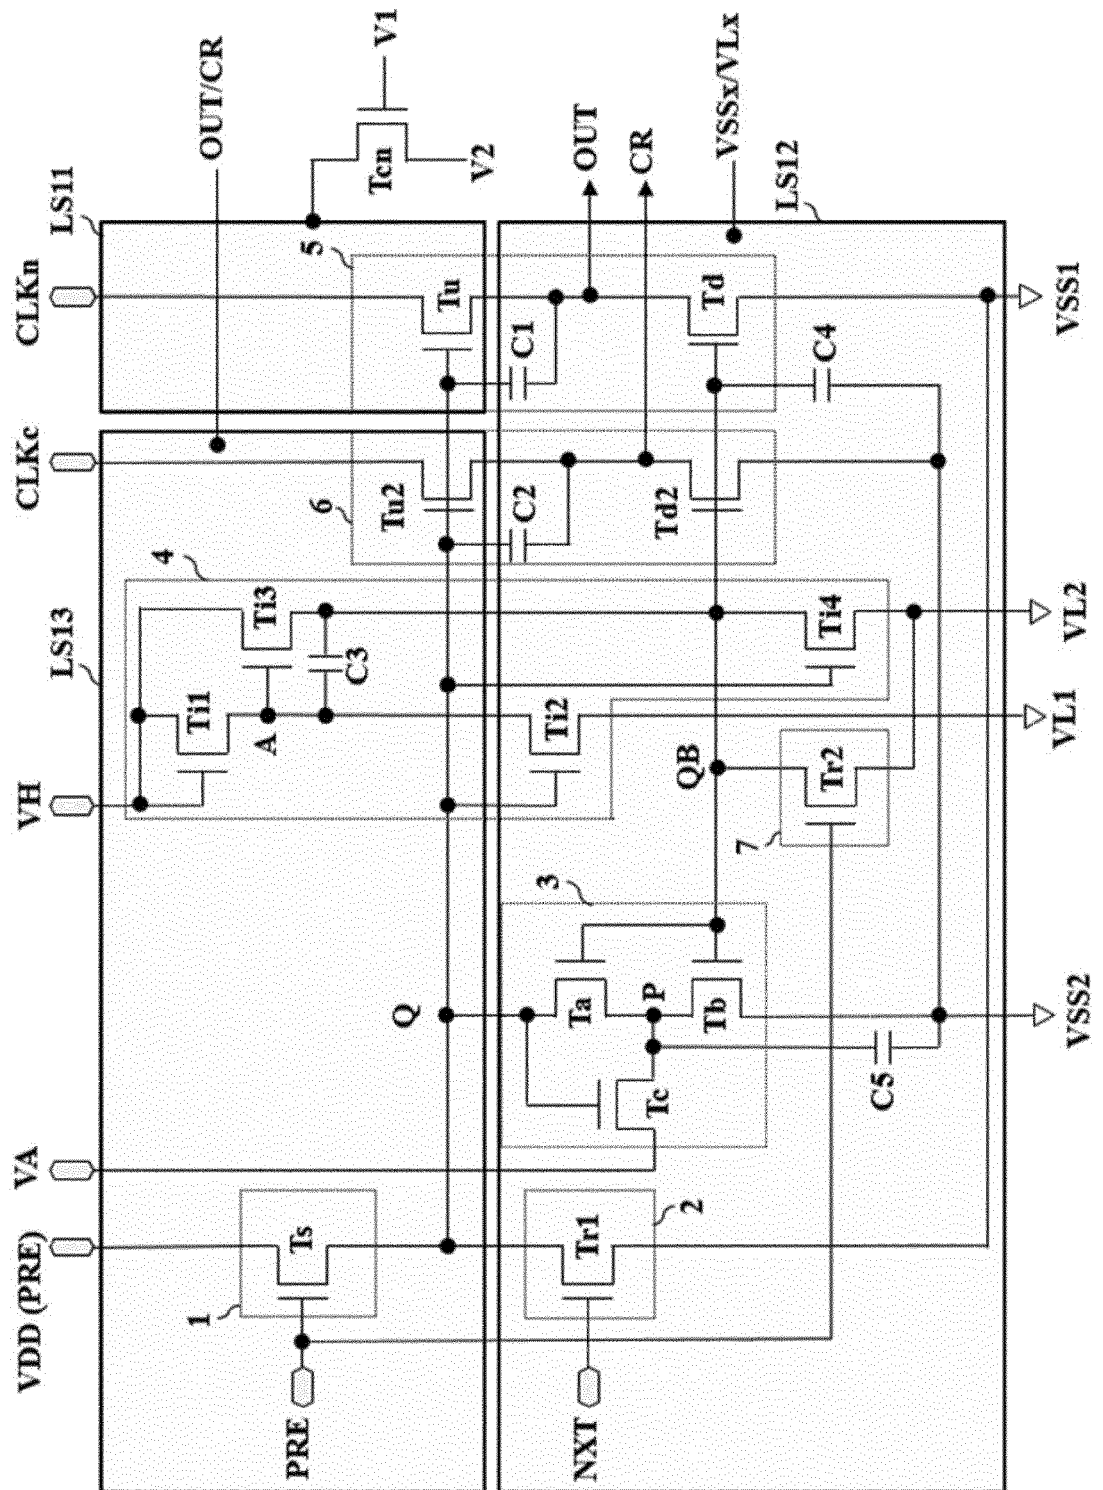 VDD (PRE)
VA
VH
CLKc
CLKn
LS13
LS11
OUT/CR
V1
Tcn
V2
4
5
1
Ts
Ti1
A
Ti3
C3
6
Tu2
Tu
PRE
Q
C2
C1
OUT
CR
VSSx/VLx
LS12
NXT
Tr1
2
3
Ta
P
Tc
Tb
QB
Ti2
Td2
Td
7
Tr2
Ti4
C4
C5
VSS2
VL1
VL2
VSS1